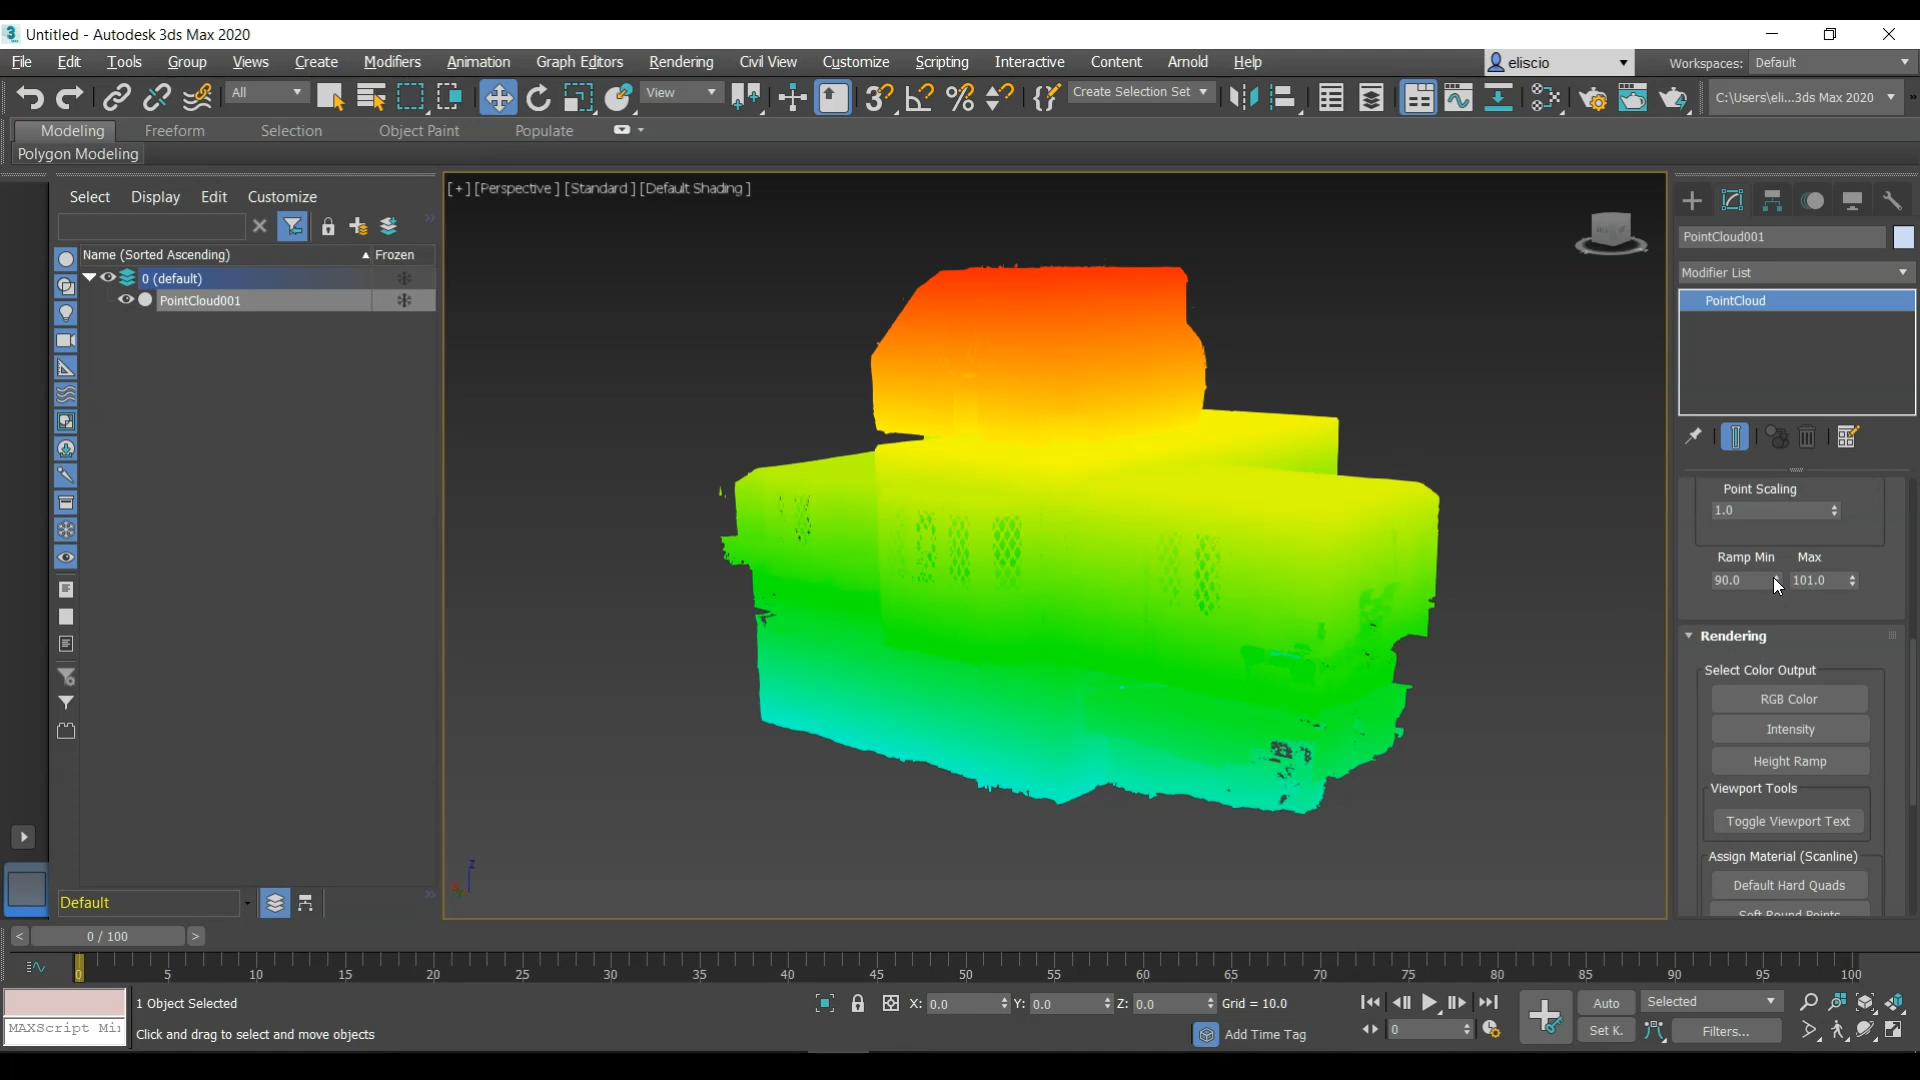 Untitled - Autodesk 3ds Max 2020
File Edit Tools Group Views Create Modifiers Animation Graph Editors Rendering Civil View Customize Scripting Interactive Content Arnold Help
eliscio
Workspaces: Default
All
View
Create Selection Set
C:\Users\eli...3ds Max 2020
Modeling Freeform Selection Object Paint Populate
Polygon Modeling
Select Display Edit Customize
Name (Sorted Ascending) Frozen
0 (default)
PointCloud001
Default
[+] [Perspective ] [Standard ] [Default Shading ]
z
PointCloud001
Modifier List
PointCloud
Point Scaling
1.0
Ramp Min Max
90.0 101.0
Rendering
Select Color Output
RGB Color
Intensity
Height Ramp
Viewport Tools
Toggle Viewport Text
Assign Material (Scanline)
Default Hard Quads
Soft Round Points
< 0 / 100 >
0 5 10 15 20 25 30 35 40 45 50 55 60 65 70 75 80 85 90 95 100
1 Object Selected
MAXScript Mi
Click and drag to select and move objects
X: 0.0 Y: 0.0 Z: 0.0 Grid = 10.0
Add Time Tag
0
Auto Selected
Set K. Filters...